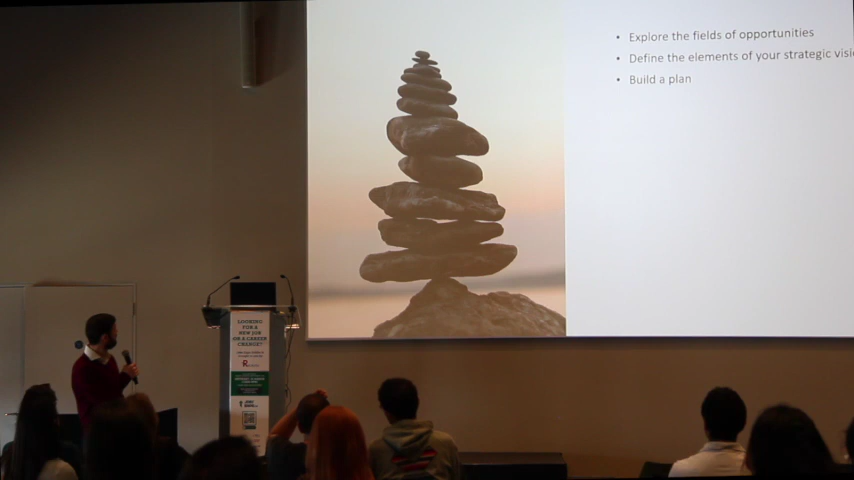 • Explore the fields of opportunities
• Define the elements of your strategic visi
• Build a plan
LOOKING
FOR A
NEW JOB
OR A CAREER
CHANGE?